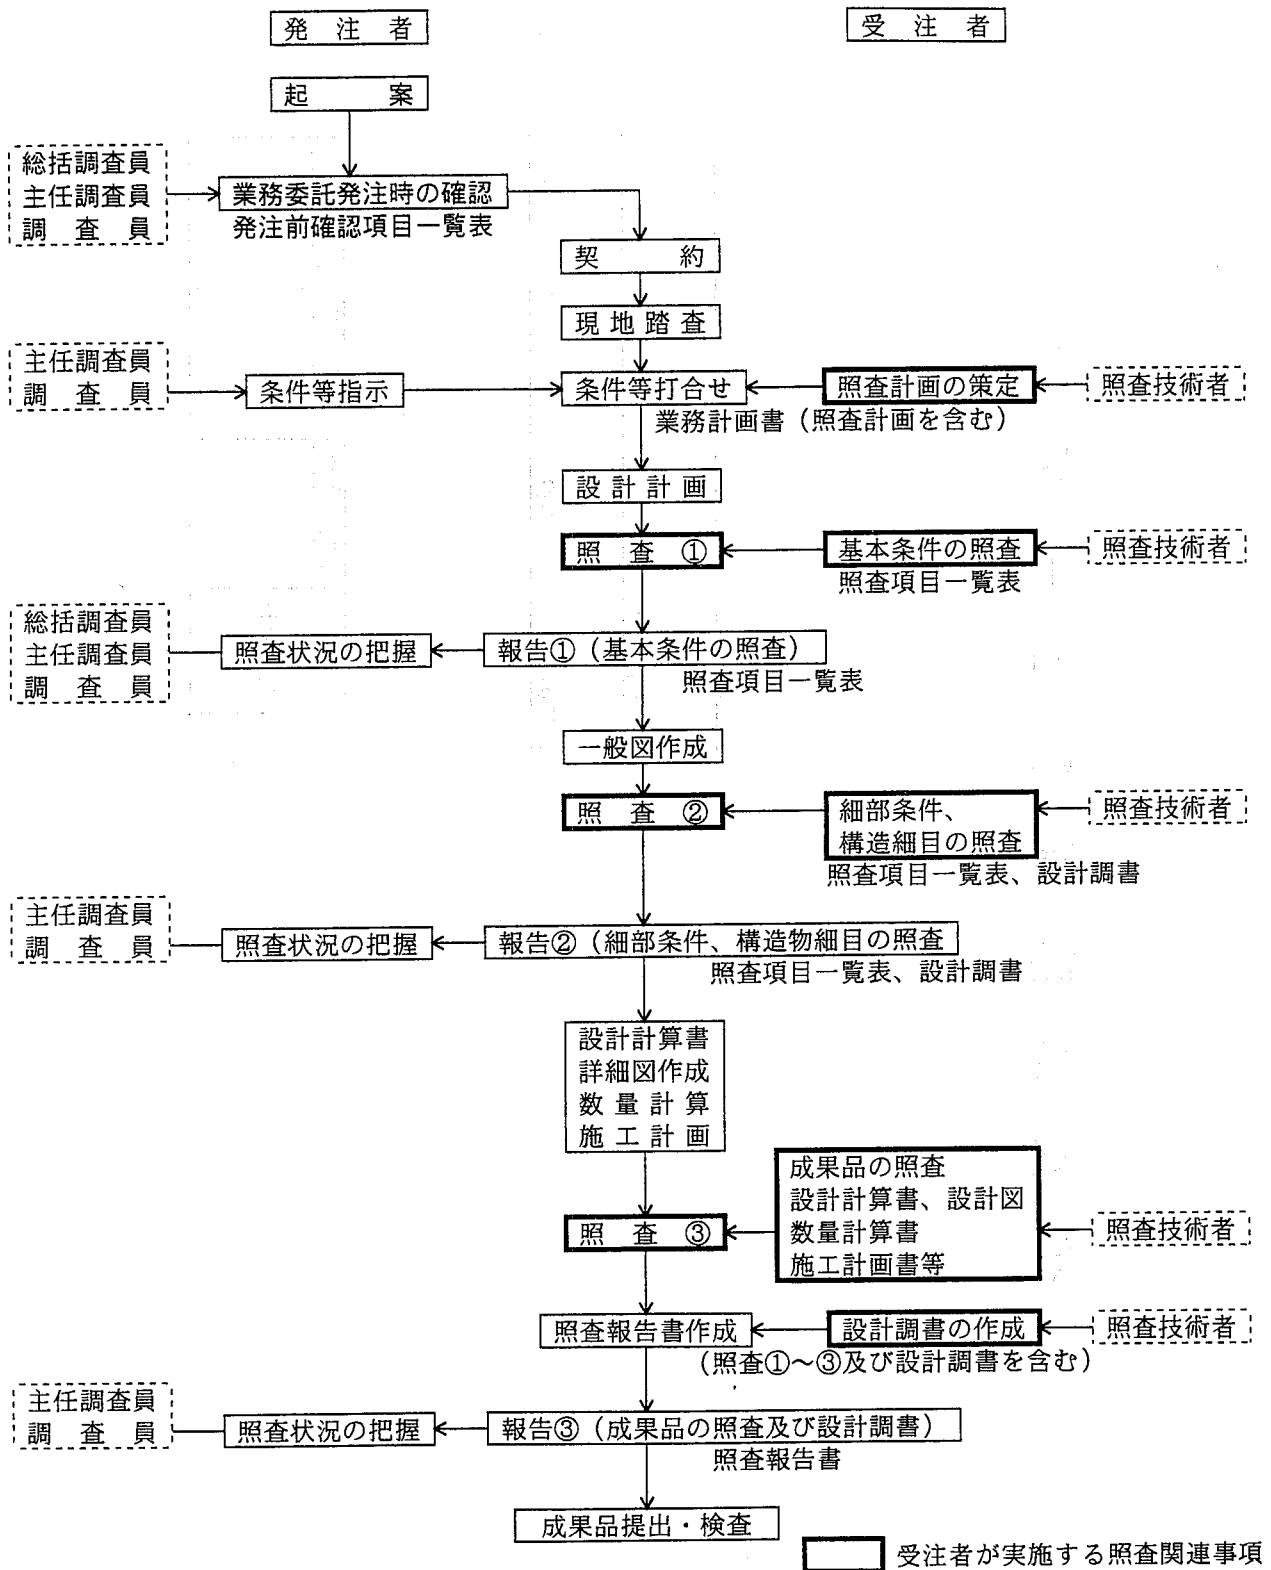 発注者
受注者
起案
総括調査員
主任調査員
調査員
業務委託発注時の確認
発注前確認項目一覧表
契約
現地踏査
主任調査員
調査員
条件等指示
条件等打合せ
照査計画の策定
照査技術者
業務計画書(照査計画を含む)
設計計画
照査①
基本条件の照査
照査技術者
照査項目一覧表
総括調査員
主任調査員
調査員
照査状況の把握
報告①(基本条件の照査)
照査項目一覧表
一般図作成
照査②
細部条件、
構造細目の照査
照査技術者
照査項目一覧表、設計調書
主任調査員
調査員
照査状況の把握
報告②(細部条件、構造物細目の照査
照査項目一覧表、設計調書
設計計算書
詳細図作成
数量計算
施工計画
成果品の照査
設計計算書、設計図
数量計算書
施工計画書等
照査③
照査技術者
照査報告書作成
設計調書の作成
照査技術者
(照査①~③及び設計調書を含む)
主任調査員
調査員
照査状況の把握
報告③(成果品の照査及び設計調書)
照査報告書
成果品提出・検査
受注者が実施する照査関連事項